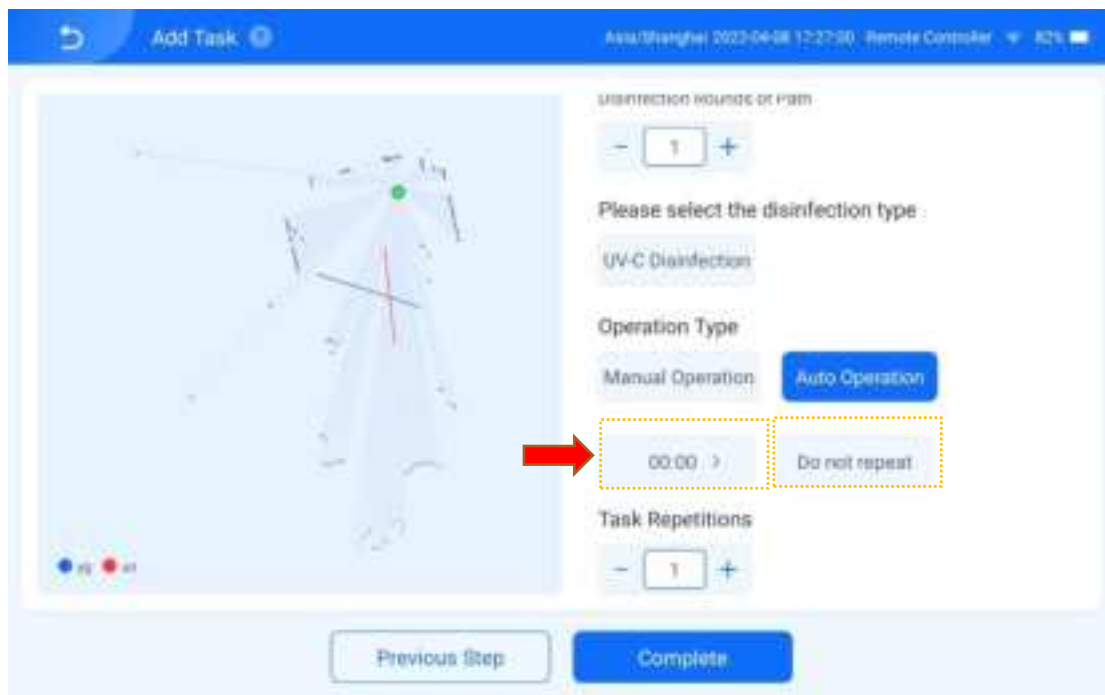 Add Task
Asia/Shanghai 2022-04-08 17:27:00 Remote Controller 82%
Disinfection Rounds of Path
- 1 +
Please select the disinfection type
UV-C Disinfection
Operation Type
Manual Operation Auto Operation
00:00 > Do not repeat
Task Repetitions
- 1 +
Previous Step Complete